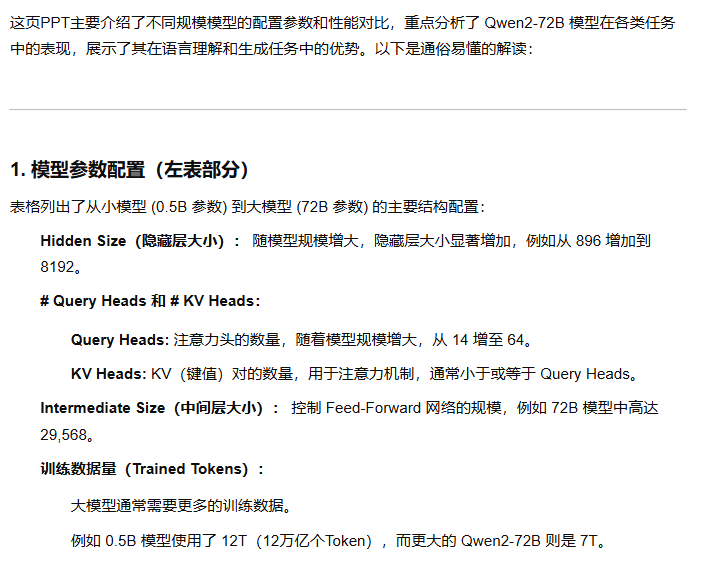 这页PPT主要介绍了不同规模模型的配置参数和性能对比，重点分析了 Qwen2-72B 模型在各类任务
中的表现，展示了其在语言理解和生成任务中的优势。以下是通俗易懂的解读：
1. 模型参数配置（左表部分）
表格列出了从小模型 (0.5B 参数) 到大模型 (72B 参数) 的主要结构配置：
Hidden Size（隐藏层大小）： 随模型规模增大，隐藏层大小显著增加，例如从 896 增加到
8192。
# Query Heads 和 # KV Heads：
Query Heads: 注意力头的数量，随着模型规模增大，从 14 增至 64。
KV Heads: KV（键值）对的数量，用于注意力机制，通常小于或等于 Query Heads。
Intermediate Size（中间层大小）： 控制 Feed-Forward 网络的规模，例如 72B 模型中高达
29,568。
训练数据量（Trained Tokens）：
大模型通常需要更多的训练数据。
例如 0.5B 模型使用了 12T（12万亿个Token），而更大的 Qwen2-72B 则是 7T。